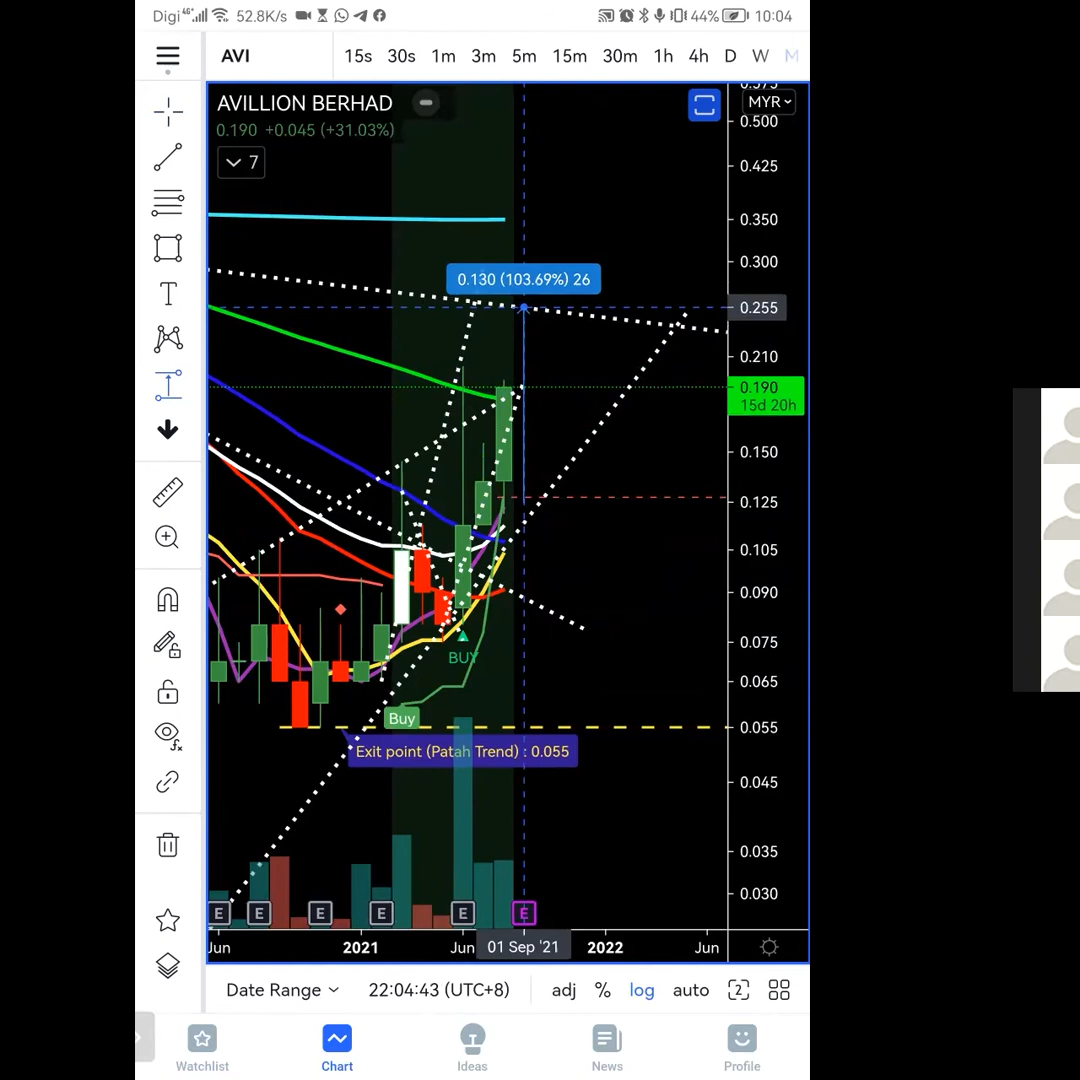 Digi 4G 52.8K/s 44% 10:04
AVI 15s 30s 1m 3m 5m 15m 30m 1h 4h D W M
AVILLION BERHAD
0.190 +0.045 (+31.03%)
7
MYR
0.575
0.500
0.425
0.350
0.300
0.130 (103.69%) 26
0.255
0.210
0.190
15d 20h
0.150
0.125
0.105
0.090
0.075
BUY
0.065
Buy
0.055
Exit point (Patah Trend) : 0.055
0.045
0.035
0.030
E E E E E E
Jun 2021 Jun 01 Sep '21 2022 Jun
Date Range 22:04:43 (UTC+8) adj % log auto 2
Watchlist Chart Ideas News Profile